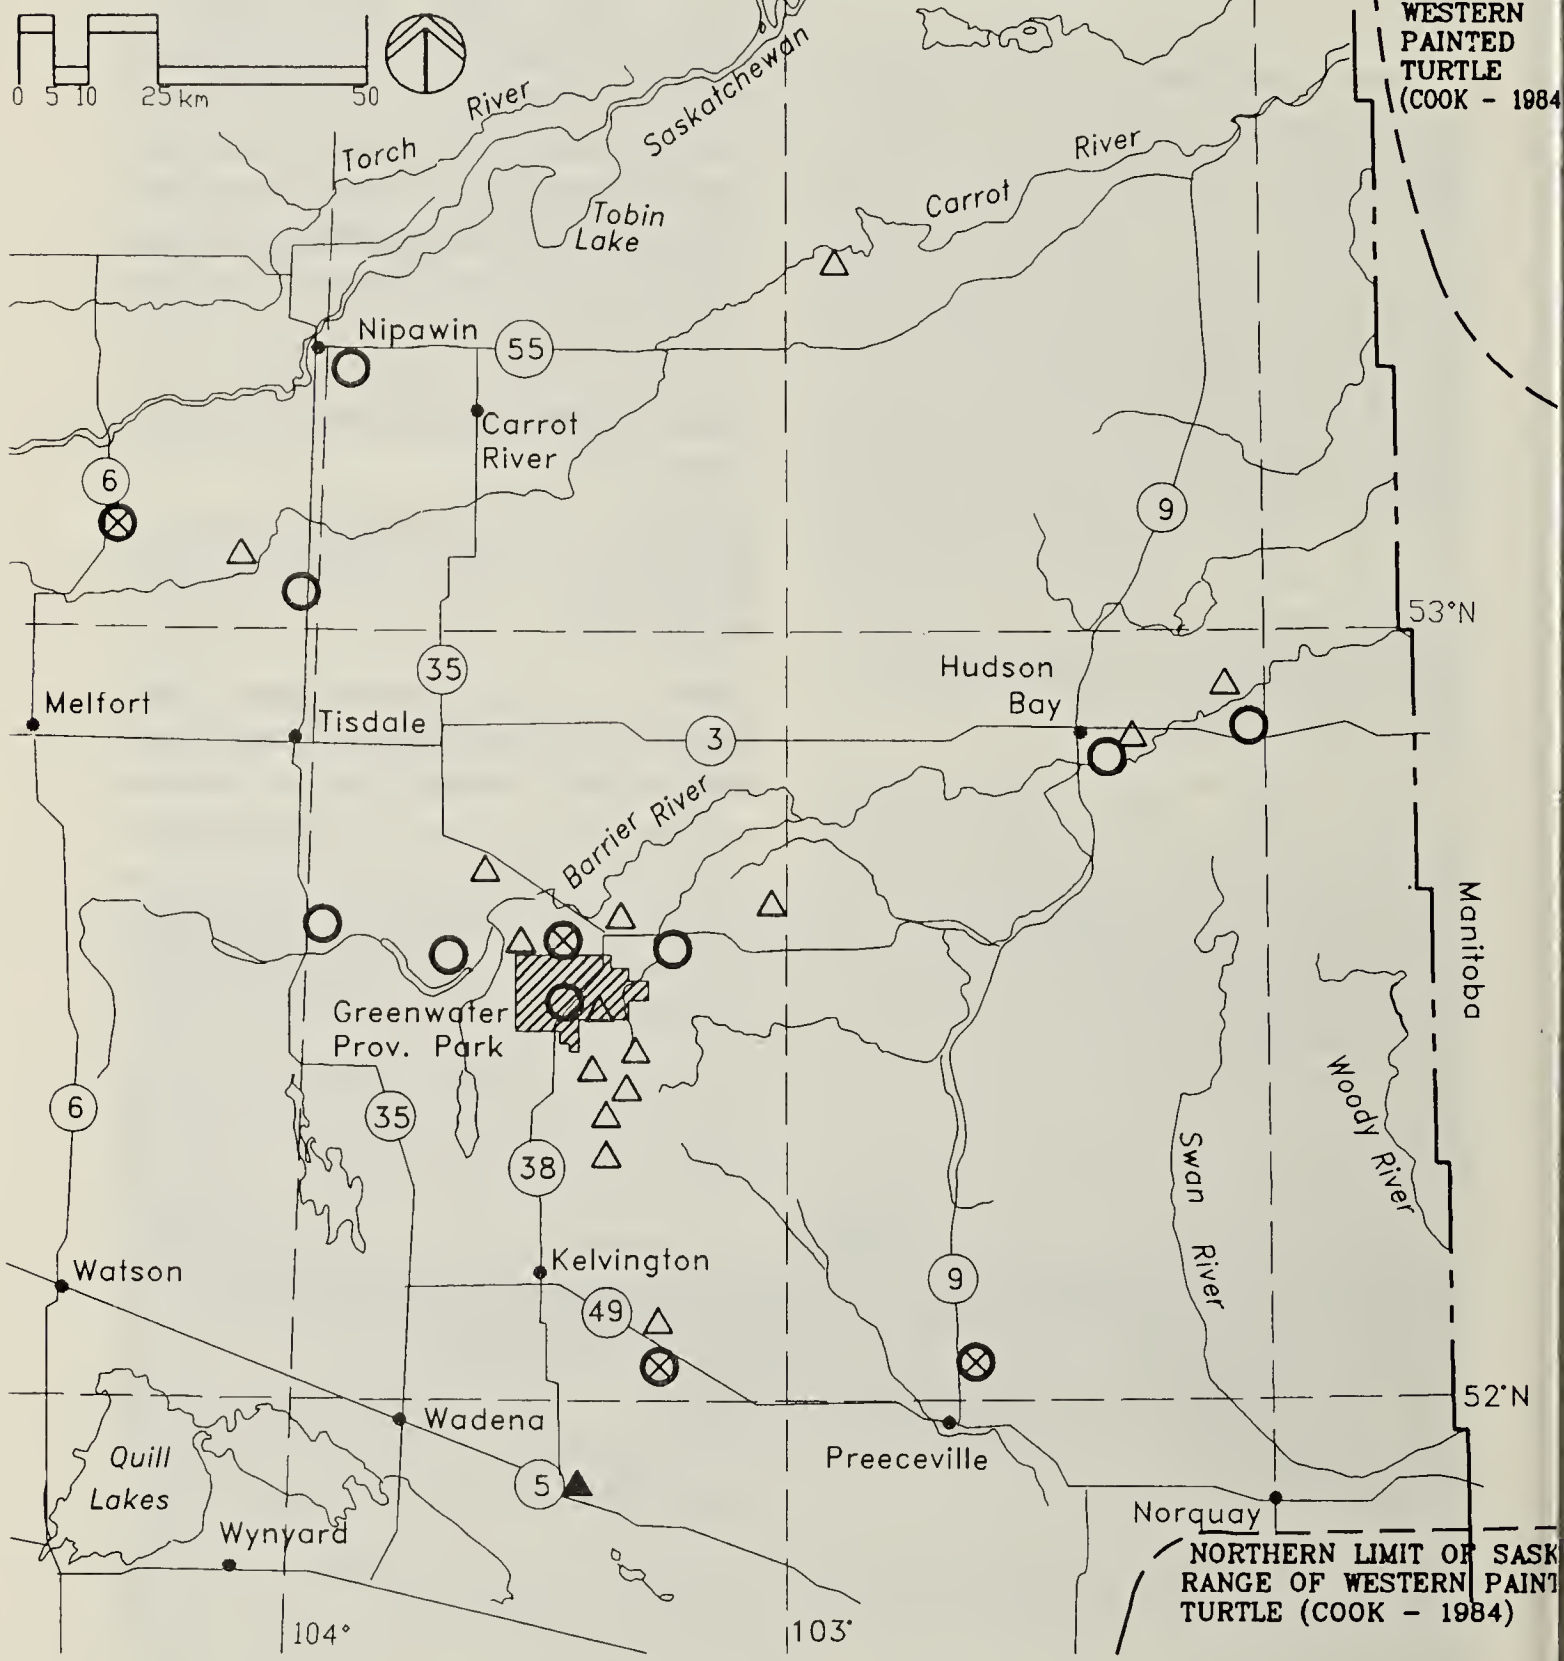 WESTERN
PAINTED
TURTLE
(COOK - 1984
0 5 10 25 km 50
Torch River
Saskatchewan
Carrot River
Tobin
Lake
Nipawin
55
Carrot
River
6
9
53°N
35
Hudson
Bay
Melfort
Tisdale
3
Barrier River
Manitoba
Greenwater
Prov. Park
6
35
38
Swan River
Woody River
Watson
Kelvington
49
9
52°N
Wadena
Quill
Lakes
5
Preeceville
Norquay
Wynyard
NORTHERN LIMIT OF SASK
RANGE OF WESTERN PAINT
TURTLE (COOK - 1984)
104°
103°